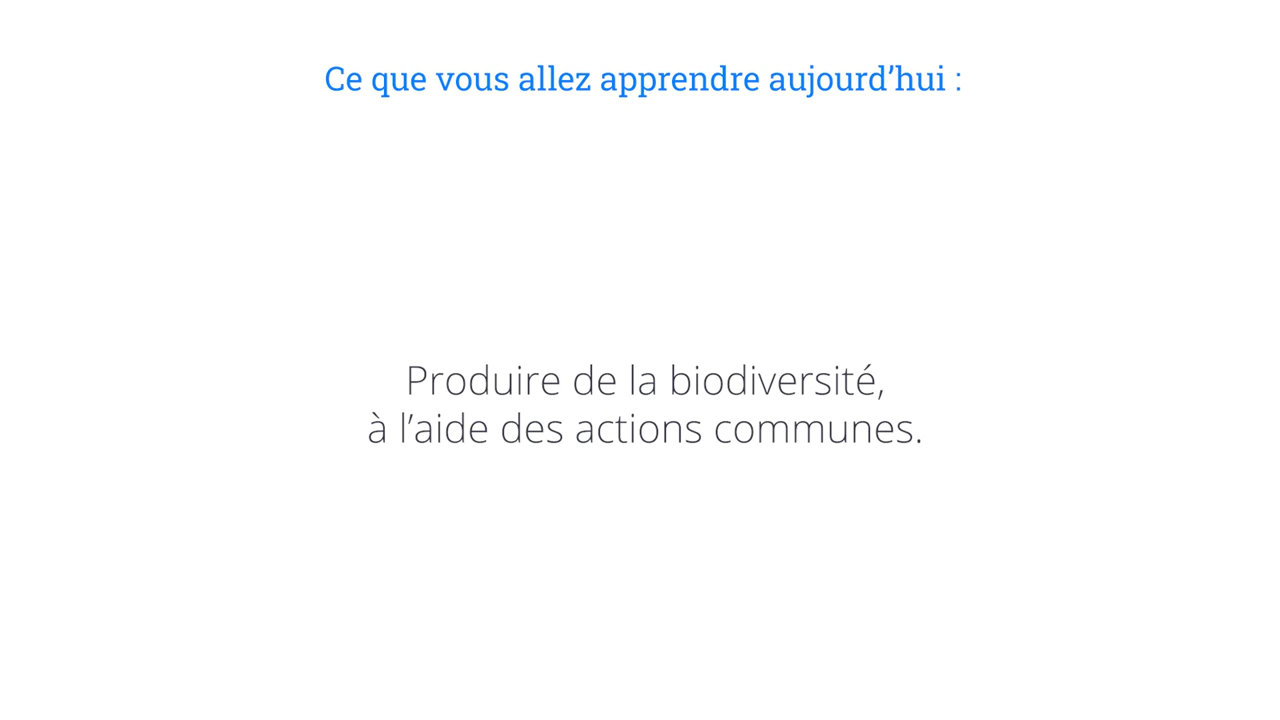 Ce que vous allez apprendre aujourd’hui :
Produire de la biodiversité,
à l’aide des actions communes.